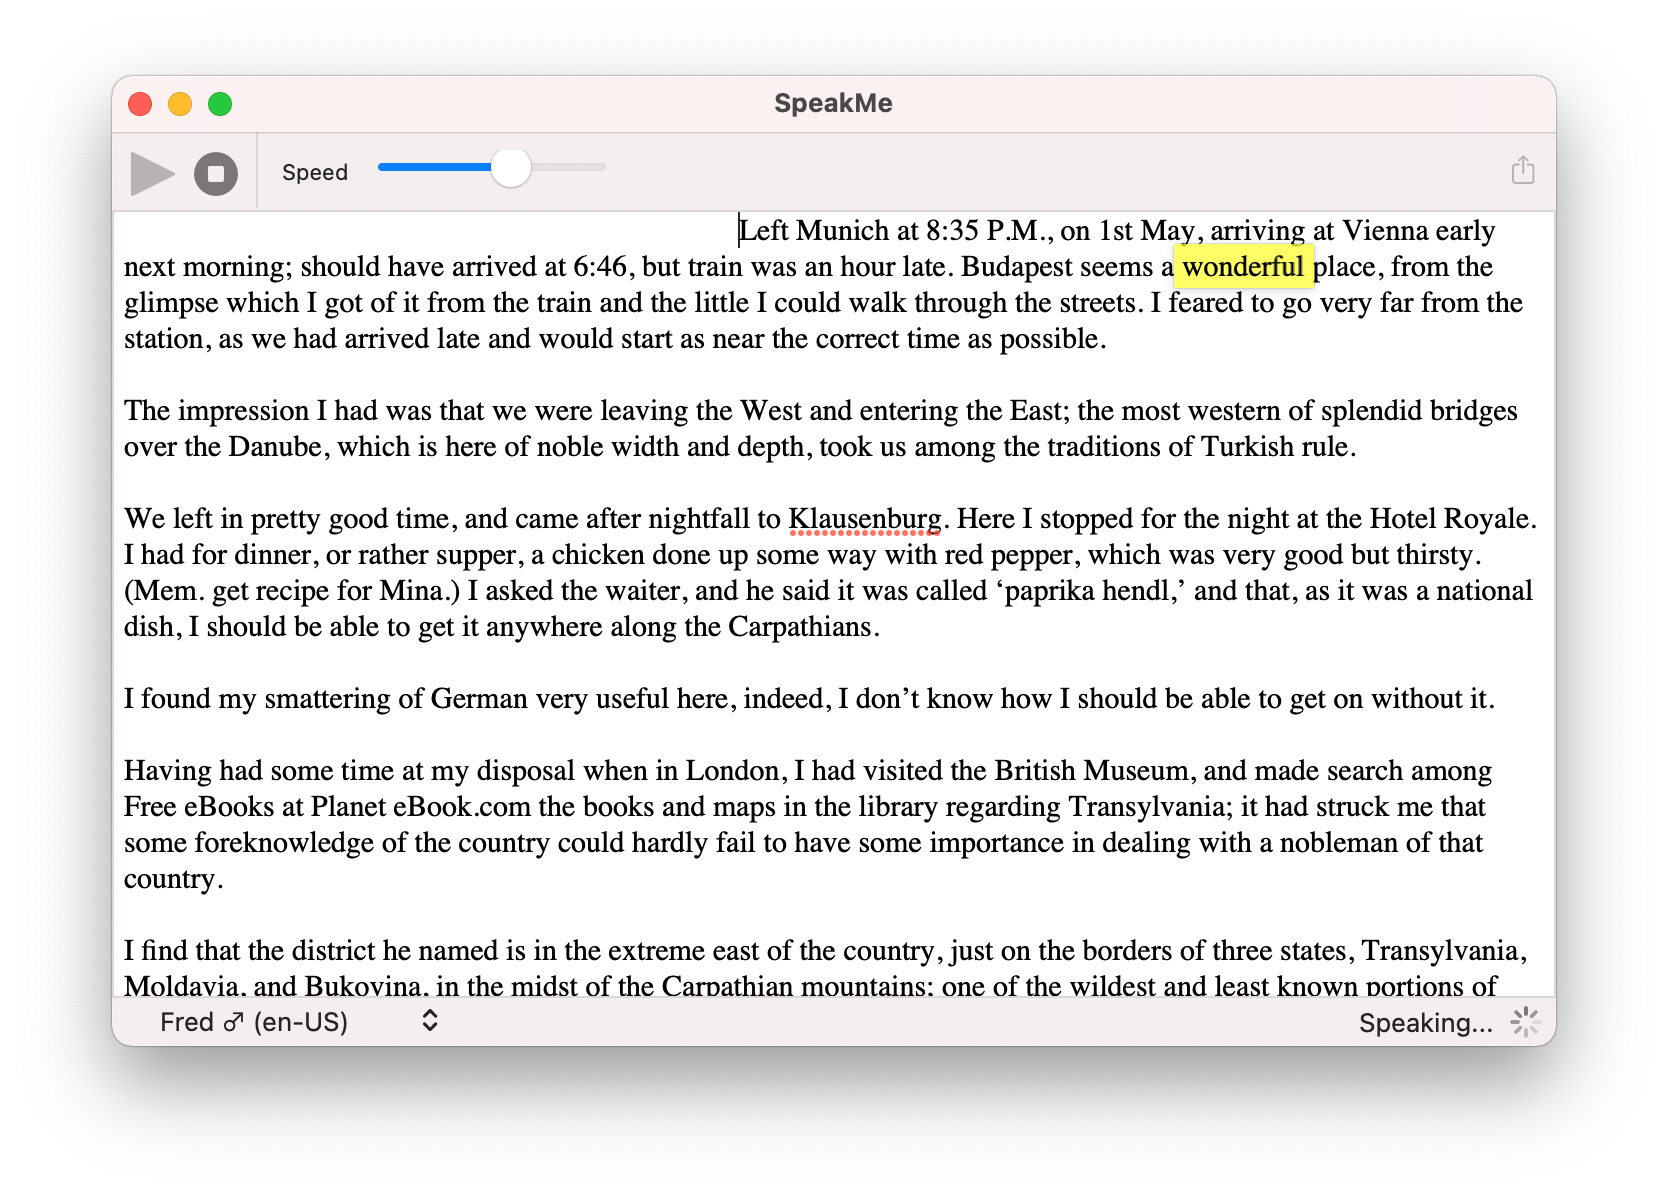 SpeakMe
Speed
Left Munich at 8:35 P.M., on 1st May, arriving at Vienna early
next morning; should have arrived at 6:46, but train was an hour late. Budapest seems a wonderful place, from the
glimpse which I got of it from the train and the little I could walk through the streets. I feared to go very far from the
station, as we had arrived late and would start as near the correct time as possible.
The impression I had was that we were leaving the West and entering the East; the most western of splendid bridges
over the Danube, which is here of noble width and depth, took us among the traditions of Turkish rule.
We left in pretty good time, and came after nightfall to Klausenburg. Here I stopped for the night at the Hotel Royale.
I had for dinner, or rather supper, a chicken done up some way with red pepper, which was very good but thirsty.
(Mem. get recipe for Mina.) I asked the waiter, and he said it was called ‘paprika hendl,’ and that, as it was a national
dish, I should be able to get it anywhere along the Carpathians.
I found my smattering of German very useful here, indeed, I don’t know how I should be able to get on without it.
Having had some time at my disposal when in London, I had visited the British Museum, and made search among
Free eBooks at Planet eBook.com the books and maps in the library regarding Transylvania; it had struck me that
some foreknowledge of the country could hardly fail to have some importance in dealing with a nobleman of that
country.
I find that the district he named is in the extreme east of the country, just on the borders of three states, Transylvania,
Moldavia, and Bukovina, in the midst of the Carpathian mountains; one of the wildest and least known portions of
Fred ♂ (en-US)
Speaking...